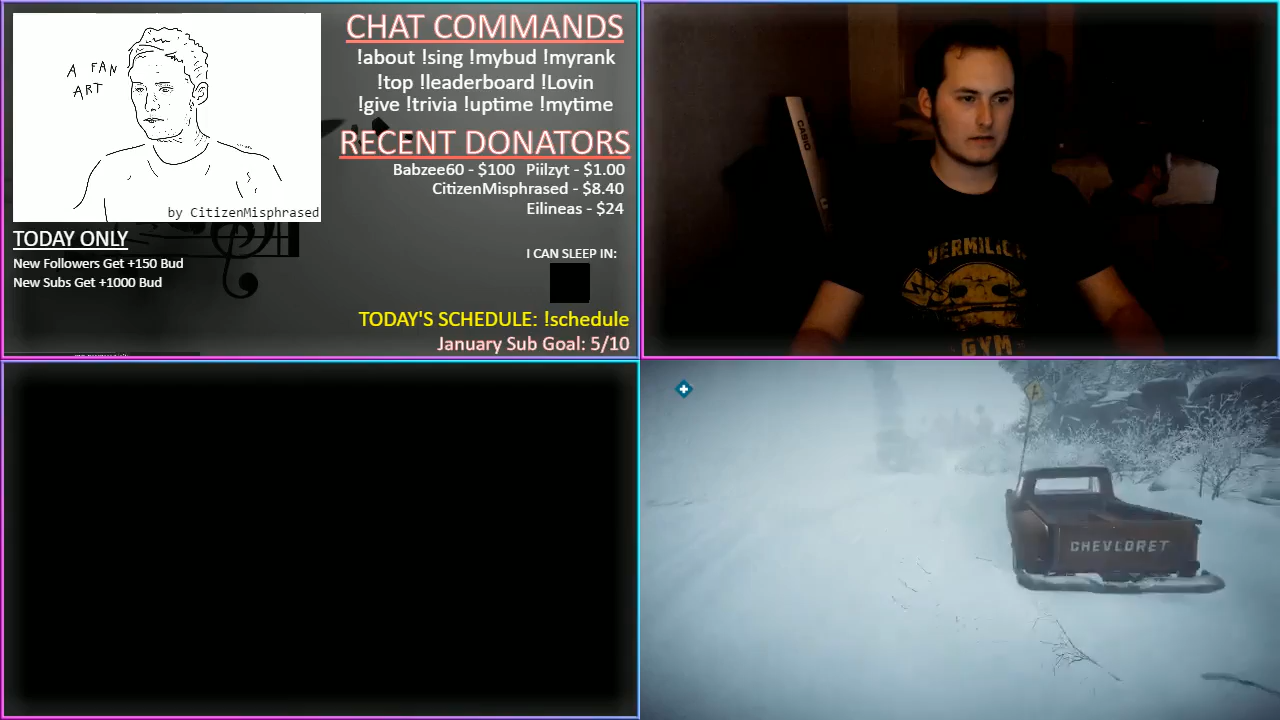 A FAN
ART
by CitizenMisphrased
TODAY ONLY
New Followers Get +150 Bud
New Subs Get +1000 Bud
CHAT COMMANDS
!about !sing !mybud !myrank
!top !leaderboard !Lovin
!give !trivia !uptime !mytime
RECENT DONATORS
Babzee60 - $100 Piilzyt - $1.00
CitizenMisphrased - $8.40
Eilineas - $24
I CAN SLEEP IN:
TODAY'S SCHEDULE: !schedule
January Sub Goal: 5/10
CASIO
GYM
CHEVLORET